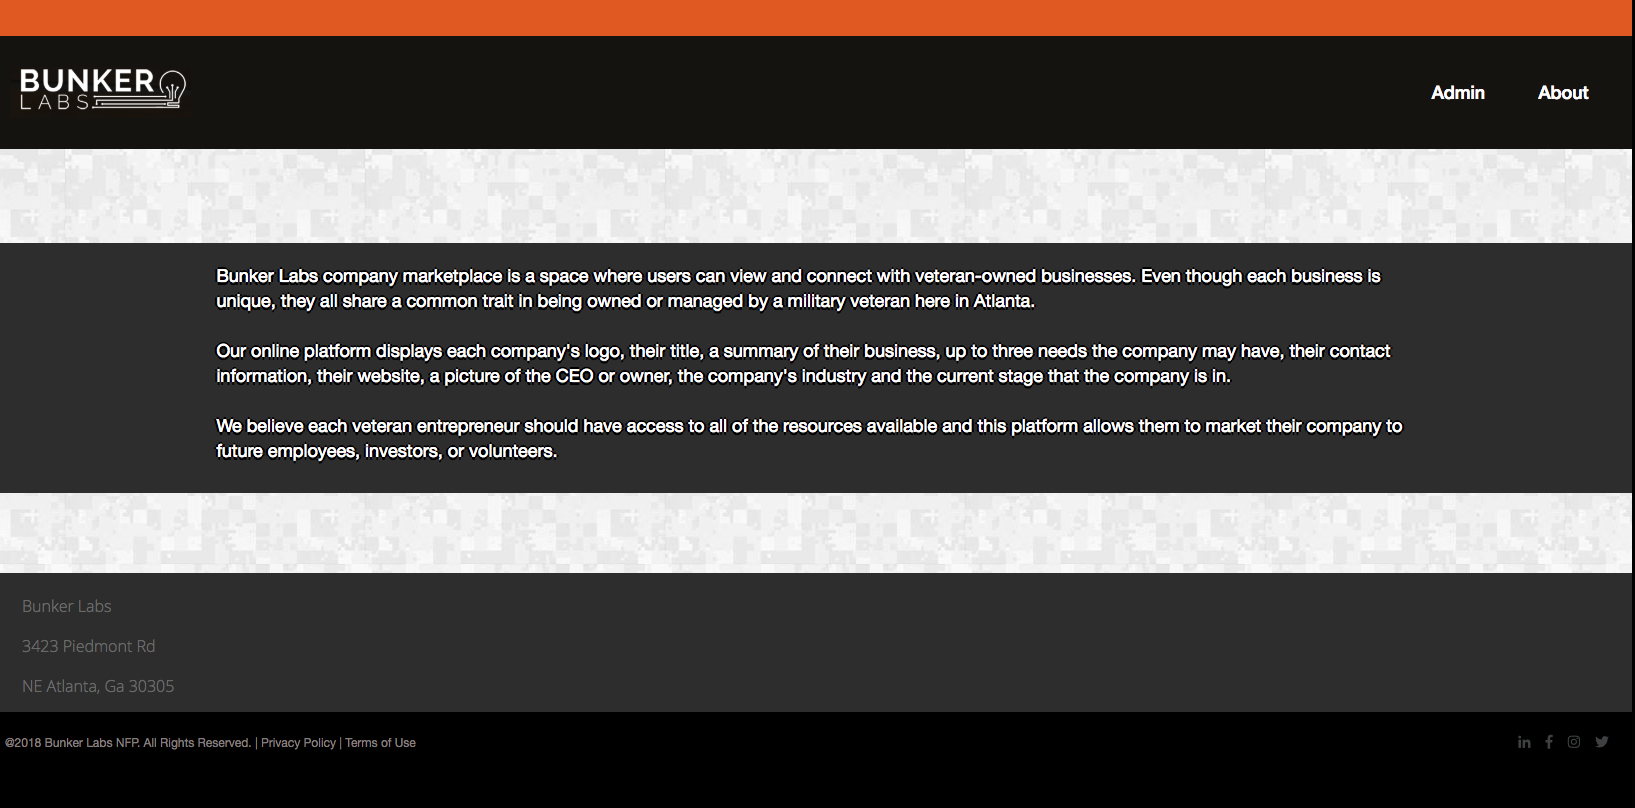 BUNKER
LABS
Admin
About
Bunker Labs company marketplace is a space where users can view and connect with veteran-owned businesses. Even though each business is
unique, they all share a common trait in being owned or managed by a military veteran here in Atlanta.
Our online platform displays each company's logo, their title, a summary of their business, up to three needs the company may have, their contact
information, their website, a picture of the CEO or owner, the company's industry and the current stage that the company is in.
We believe each veteran entrepreneur should have access to all of the resources available and this platform allows them to market their company to
future employees, investors, or volunteers.
Bunker Labs
3423 Piedmont Rd
NE Atlanta, Ga 30305
@2018 Bunker Labs NFP. All Rights Reserved. | Privacy Policy | Terms of Use